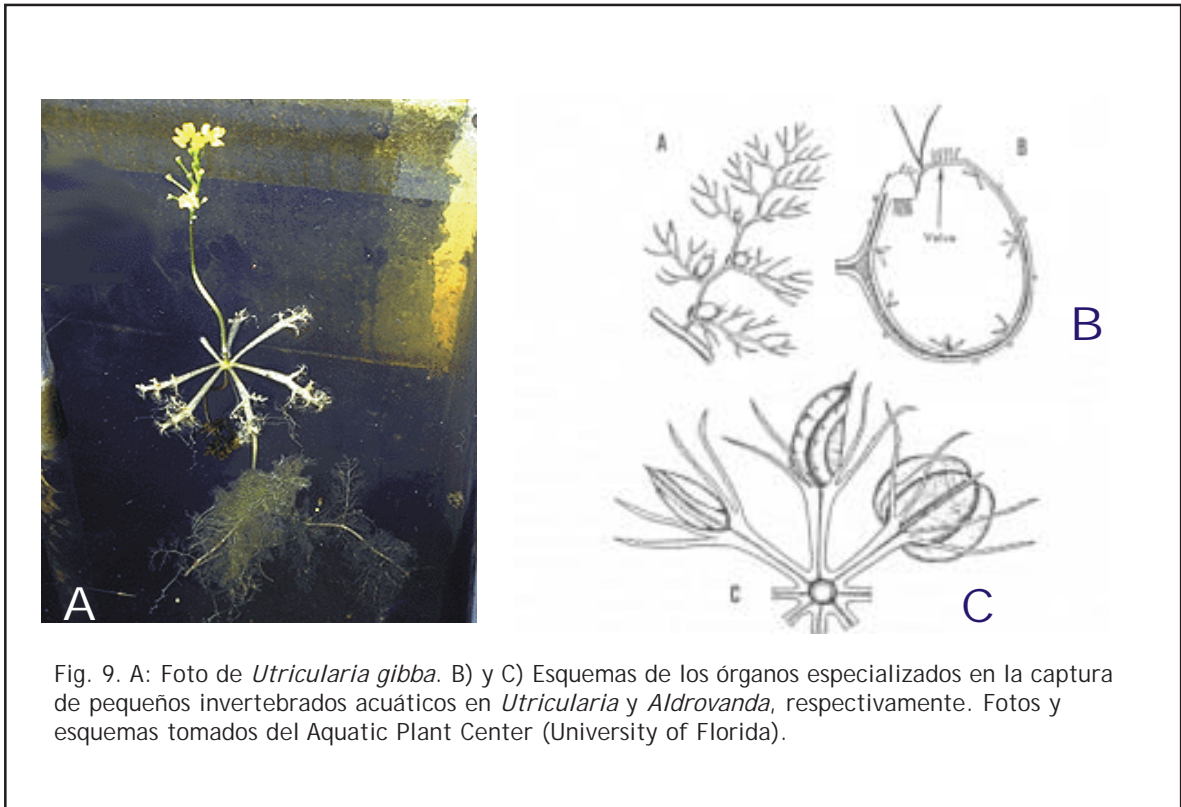 A
A
B
Valva
B
C
C
Fig. 9. A: Foto de Utricularia gibba. B) y C) Esquemas de los órganos especializados en la captura
de pequeños invertebrados acuáticos en Utricularia y Aldrovanda, respectivamente. Fotos y
esquemas tomados del Aquatic Plant Center (University of Florida).